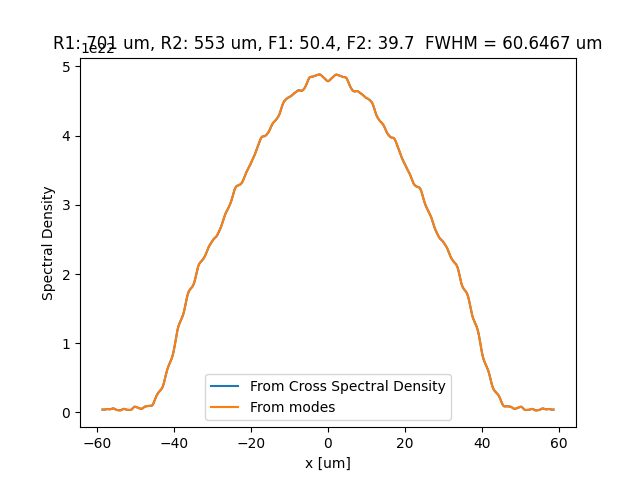 R1: 701 um, R2: 553 um, F1: 50.4, F2: 39.7  FWHM = 60.6467 um
1e22
5
4
3
2
1
0
Spectral Density
From Cross Spectral Density
From modes
−60
−40
−20
0
20
40
60
x [um]